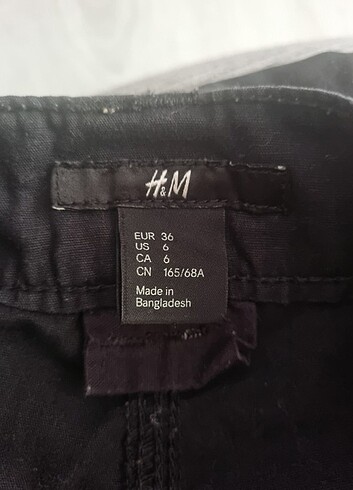 H&M
EUR 36
US 6
CA 6
CN 165/68A
Made in
Bangladesh